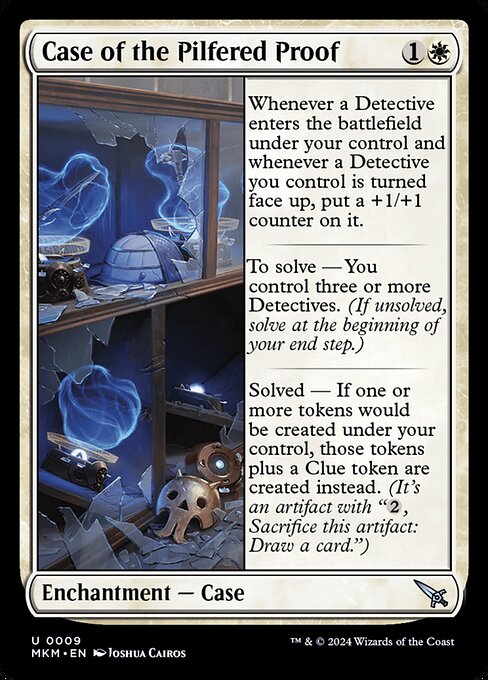 Case of the Pilfered Proof 1
Whenever a Detective
enters the battlefield
under your control and
whenever a Detective
you control is turned
face up, put a +1/+1
counter on it.
To solve — You
control three or more
Detectives. (If unsolved,
solve at the beginning of
your end step.)
Solved — If one or
more tokens would
be created under your
control, those tokens
plus a Clue token are
created instead. (It's
an artifact with “2,
Sacrifice this artifact:
Draw a card.”)
Enchantment — Case
U 0009
MKM • EN Joshua Cairos
™ & © 2024 Wizards of the Coast